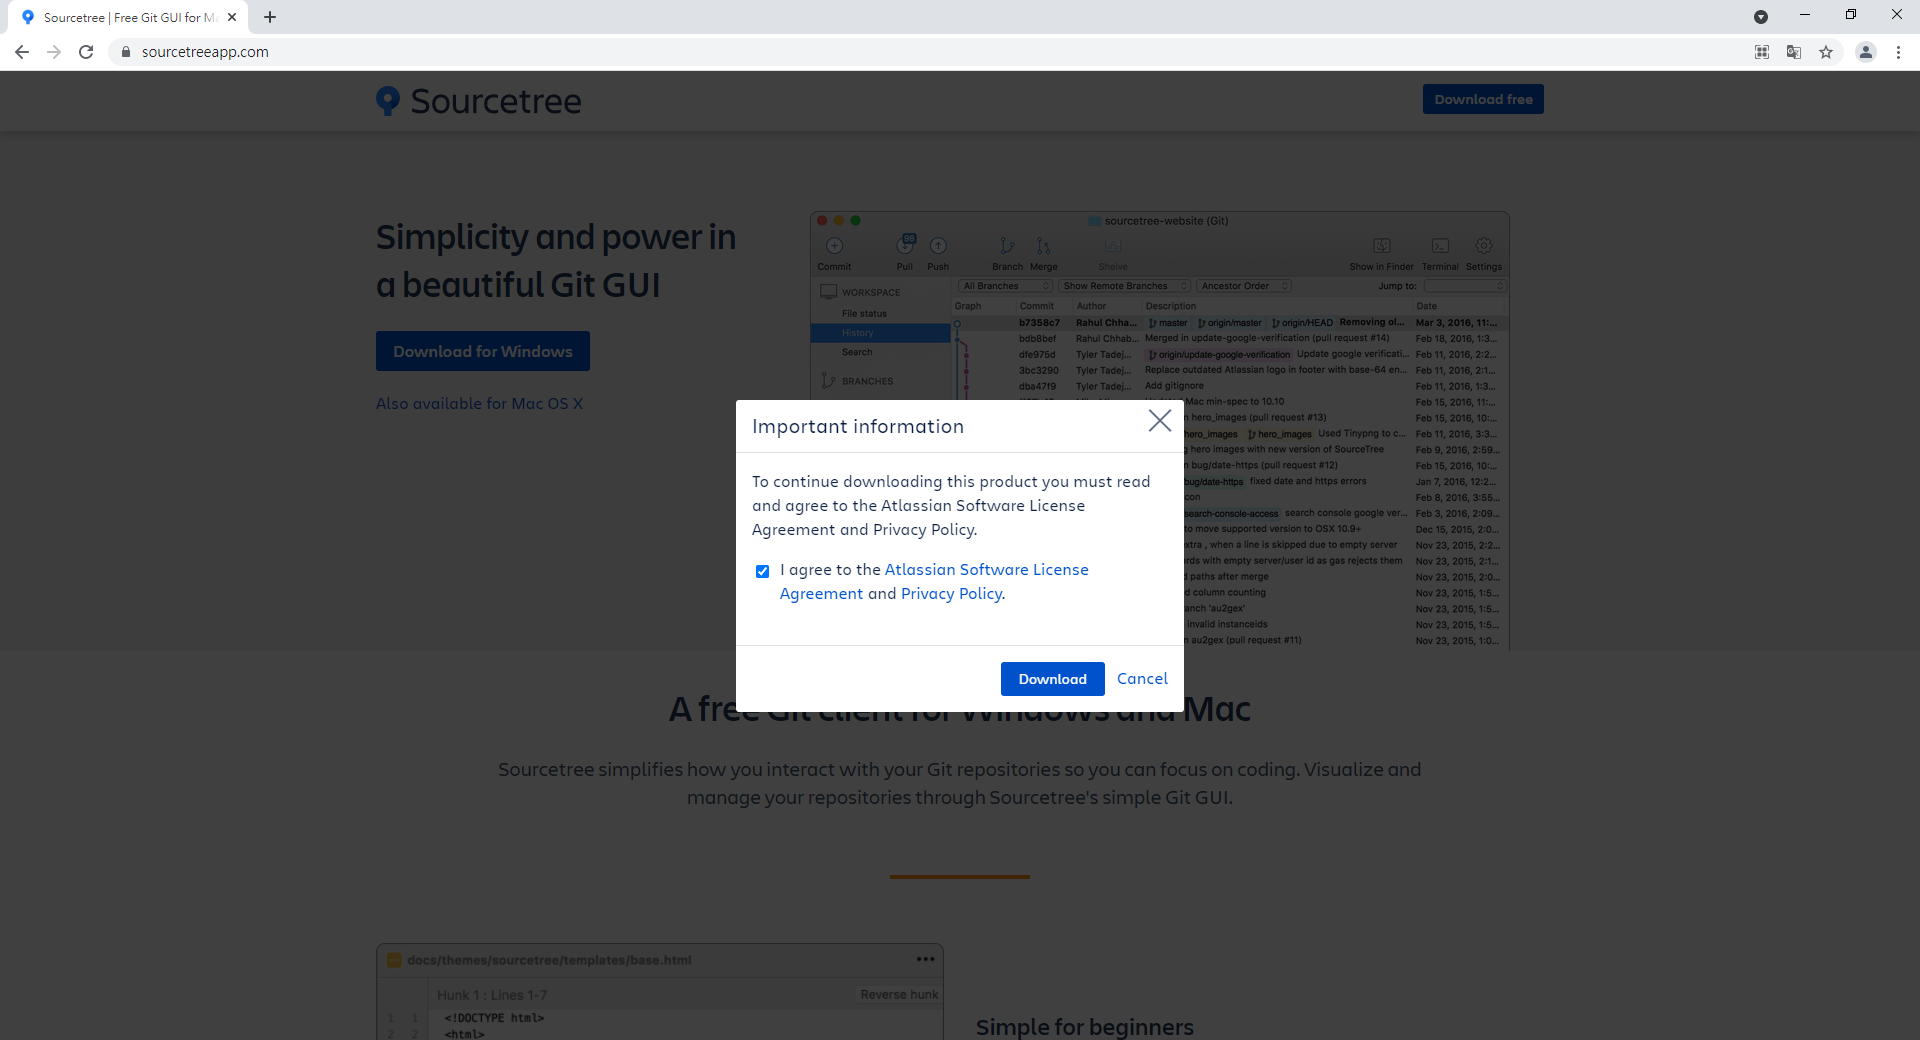 Sourcetree | Free Git GUI for M
sourcetreeapp.com
Sourcetree
Download free
Simplicity and power in
a beautiful Git GUI
Download for Windows
Also available for Mac OS X
sourcetree-website (Git)
98
Commit Pull Push Branch Merge Shelve Show in Finder Terminal Settings
All Branches Show Remote Branches Ancestor Order Jump to:
WORKSPACE
File status
History
Search
BRANCHES
Graph Commit Author Description Date
b7358c7 Rahul Chha... master origin/master origin/HEAD Removing ol... Mar 3, 2016, 11:...
bdb8bef Rahul Chhab... Merged in update-google-verification (pull request #14) Feb 18, 2016, 1:3...
dfe975d Tyler Tadej... origin/update-google-verification Update google verificati... Feb 11, 2016, 2:2...
3bc3290 Tyler Tadej... Replace outdated Atlassian logo in footer with base-64 en... Feb 11, 2016, 2:1...
dba47f9 Tyler Tadej... Add gitignore Feb 11, 2016, 1:3...
Mac min-spec to 10.10 Feb 15, 2016, 11:...
hero_images (pull request #13) Feb 15, 2016, 10:...
hero_images hero_images Used Tinypng to c... Feb 11, 2016, 3:3...
hero images with new version of SourceTree Feb 9, 2016, 2:59...
bug/date-https (pull request #12) Feb 15, 2016, 10:...
bug/date-https fixed date and https errors Jan 7, 2016, 12:2...
con Feb 8, 2016, 3:55...
search-console-access search console google ver... Feb 3, 2016, 2:09...
to move supported version to OSX 10.9+ Dec 15, 2015, 2:0...
xtra , when a line is skipped due to empty server Nov 23, 2015, 2:2...
rds with empty server/user id as gas rejects them Nov 23, 2015, 2:1...
paths after merge Nov 23, 2015, 2:0...
column counting Nov 23, 2015, 1:5...
anch 'au2gex' Nov 23, 2015, 1:5...
invalid instanceids Nov 23, 2015, 1:5...
au2gex (pull request #11) Nov 23, 2015, 1:0...
Important information
To continue downloading this product you must read
and agree to the Atlassian Software License
Agreement and Privacy Policy.
I agree to the Atlassian Software License
Agreement and Privacy Policy.
Download Cancel
A free Git client for Windows and Mac
Sourcetree simplifies how you interact with your Git repositories so you can focus on coding. Visualize and
manage your repositories through Sourcetree's simple Git GUI.
docs/themes/sourcetree/templates/base.html
Hunk 1 : Lines 1-7 Reverse hunk
1 1 <!DOCTYPE html>
2 2 <html>
Simple for beginners